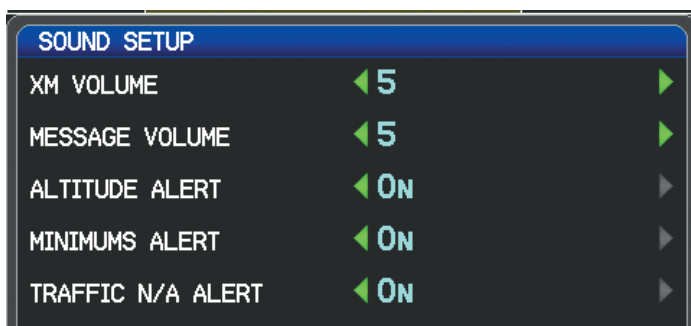 SOUND SETUP
XM VOLUME 5
MESSAGE VOLUME 5
ALTITUDE ALERT ON
MINIMUMS ALERT ON
TRAFFIC N/A ALERT ON